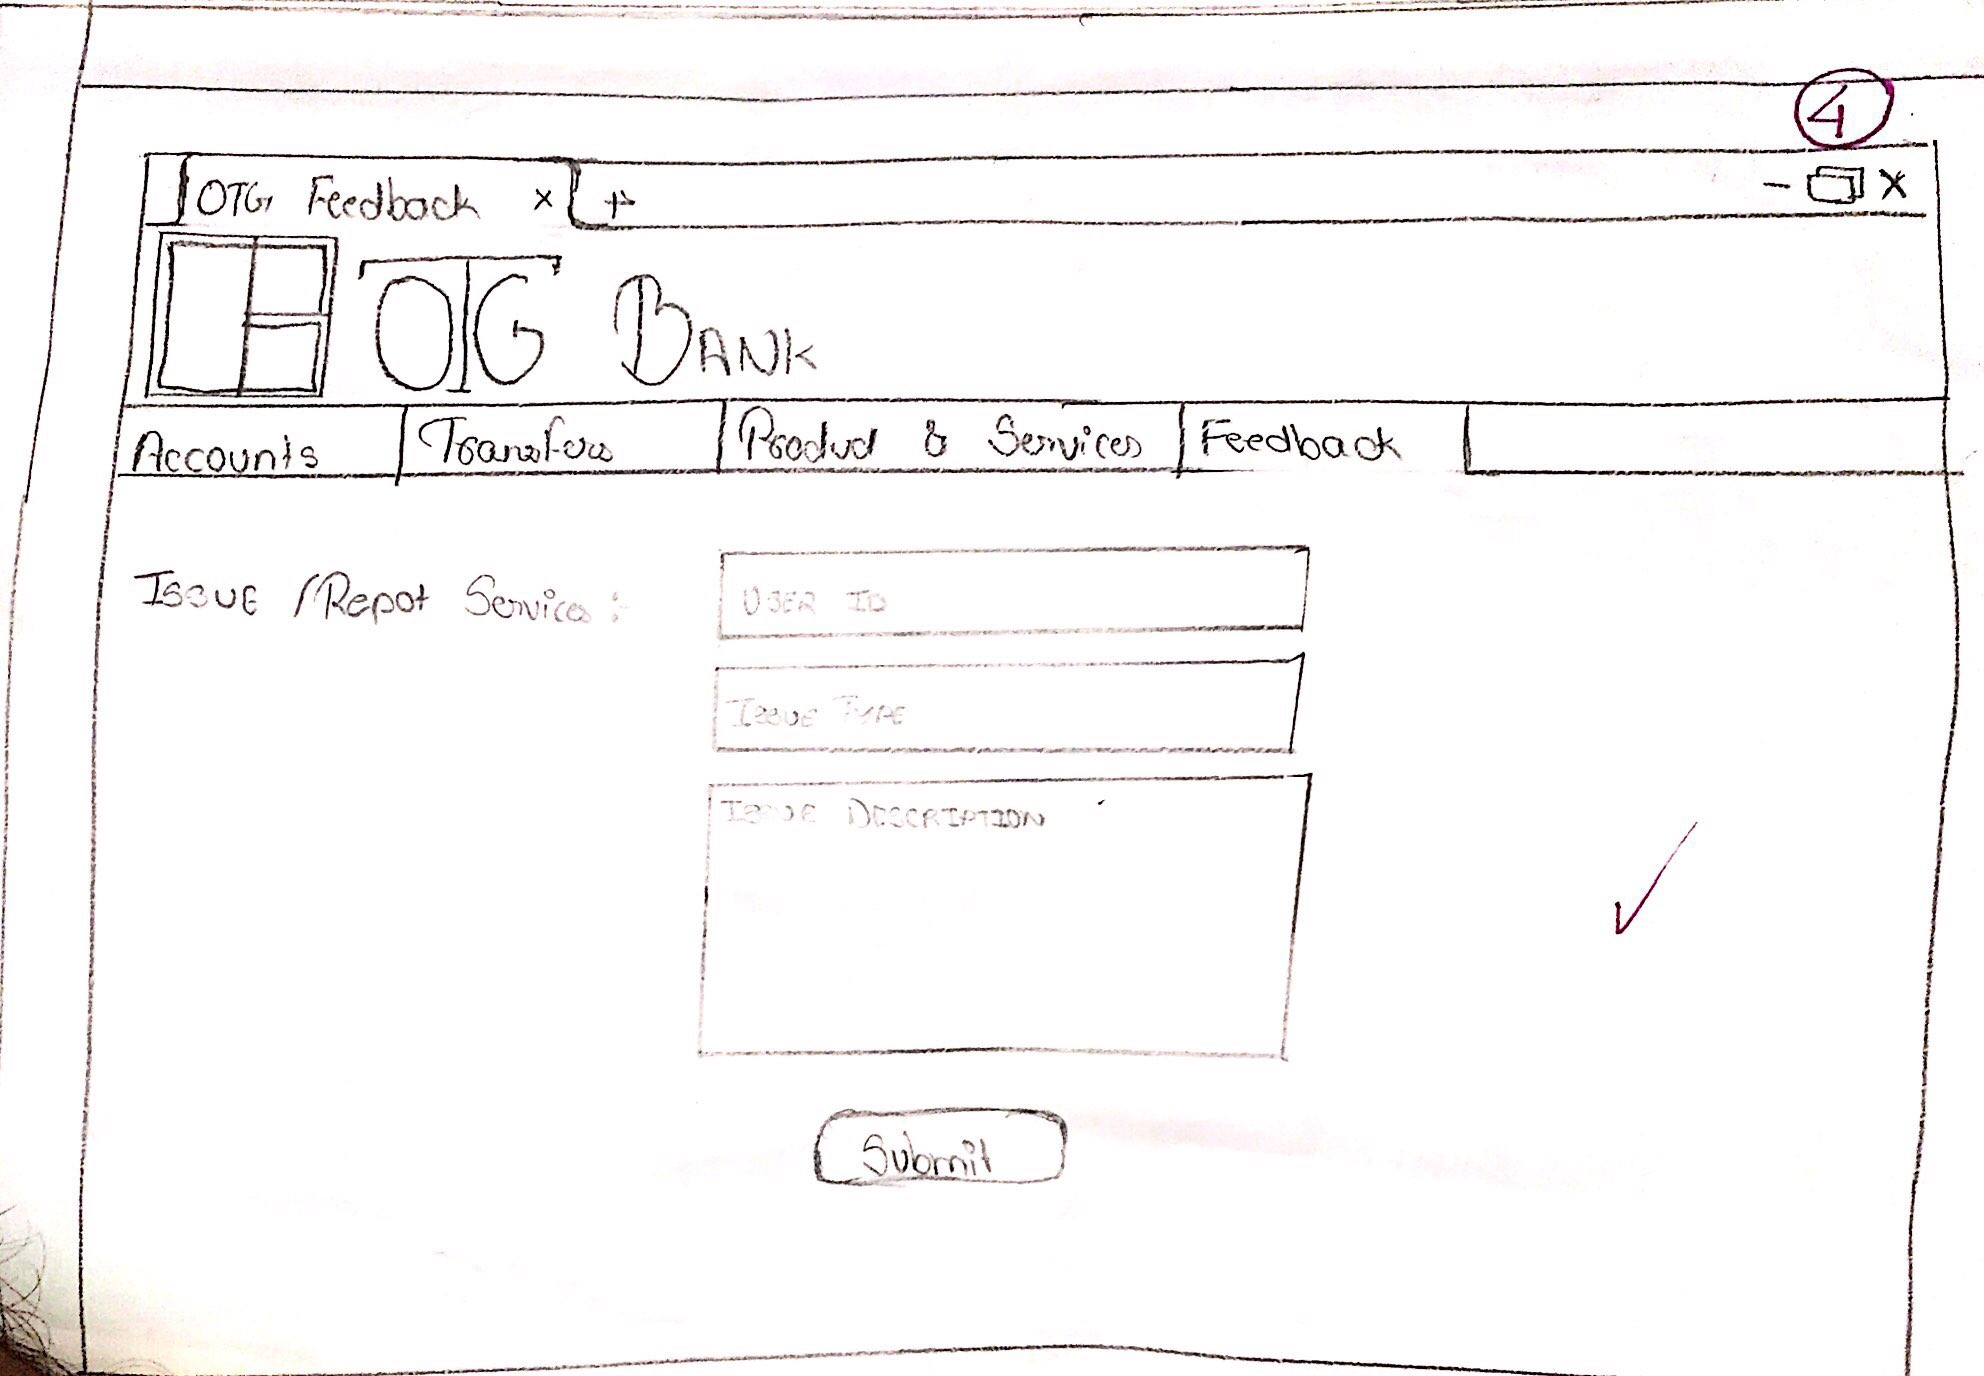 4
OTG Feedback x +
- X
OTG BANK
Accounts Transfers Product & Services Feedback
ISSUE / Repot Services :
USER ID
ISSUE TYPE
ISSUE DESCRIPTION
Submit